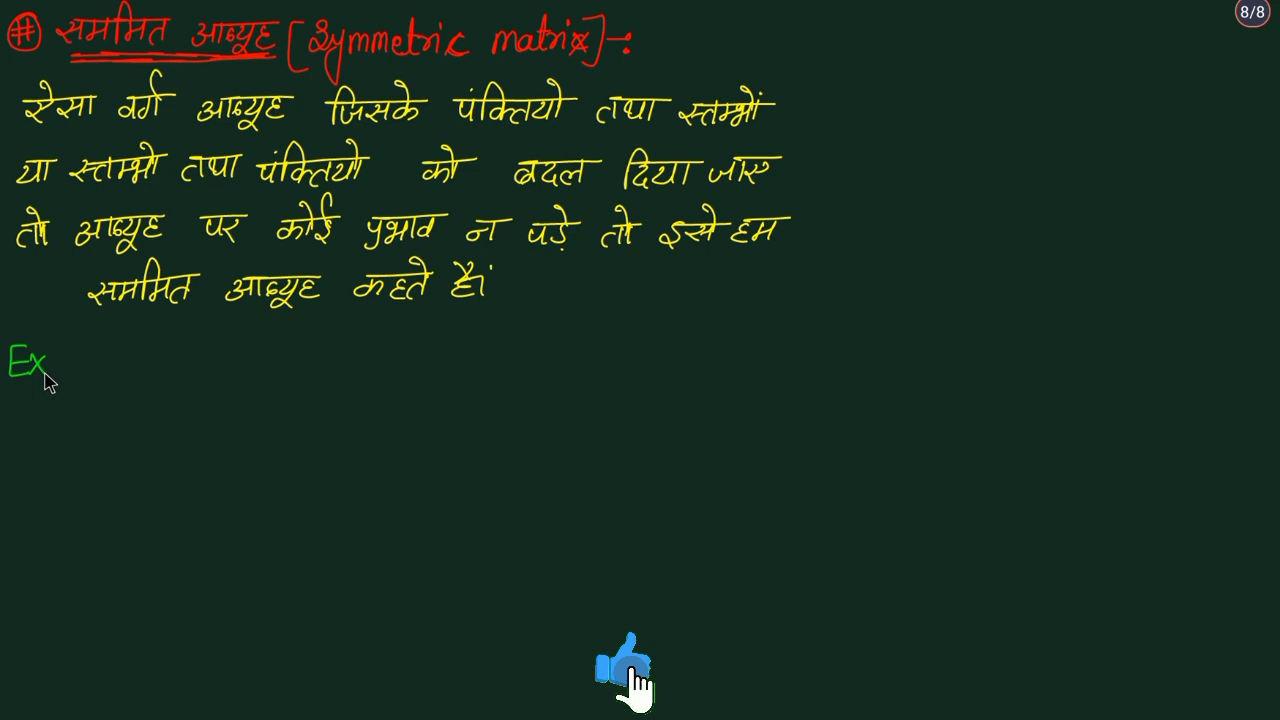 8/8
# सममित आव्यूह [Symmetric matrix] -:
ऐसा वर्ग आव्यूह जिसके पंक्तियो तथा स्तम्भों
या स्तम्भो तथा पंक्तियो को बदल दिया जाए
तो आव्यूह पर कोई प्रभाव न पड़े तो इसे हम
सममित आव्यूह कहते है।
Ex